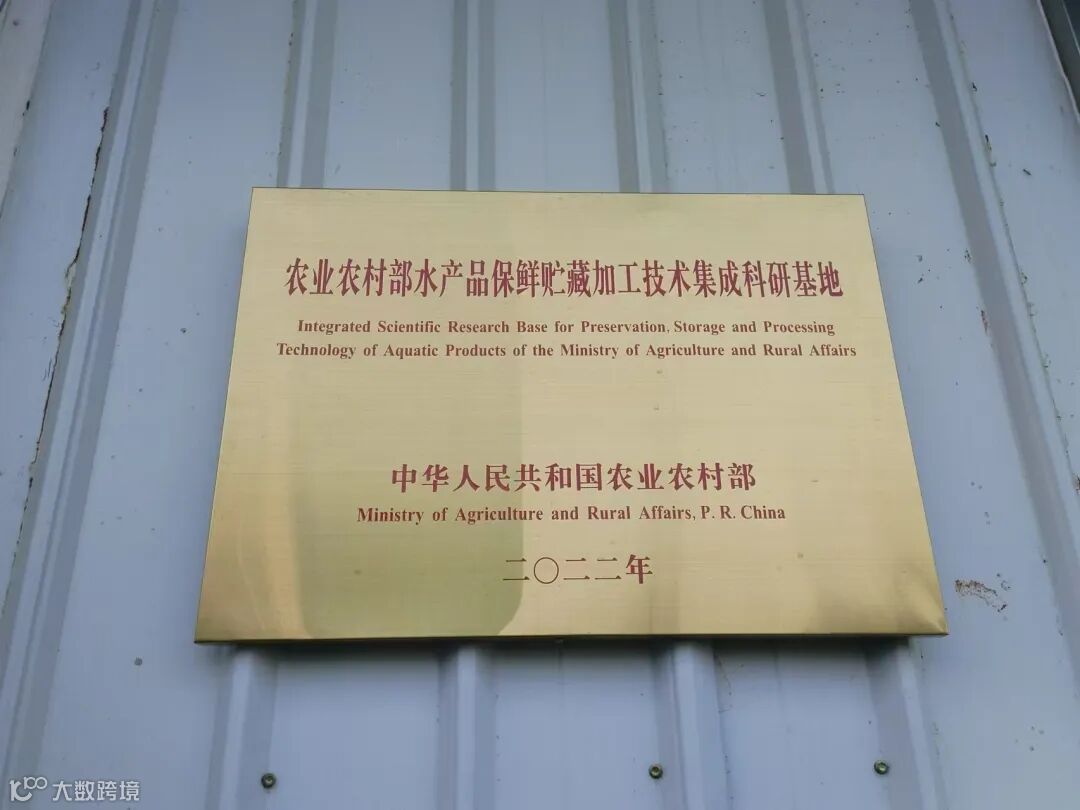 农业农村部水产品保鲜贮藏加工技术集成科研基地
Integrated Scientific Research Base for Preservation, Storage and Processing
Technology of Aquatic Products of the Ministry of Agriculture and Rural Affairs
中华人民共和国农业农村部
Ministry of Agriculture and Rural Affairs, P. R. China
二〇二二年
大数跨境